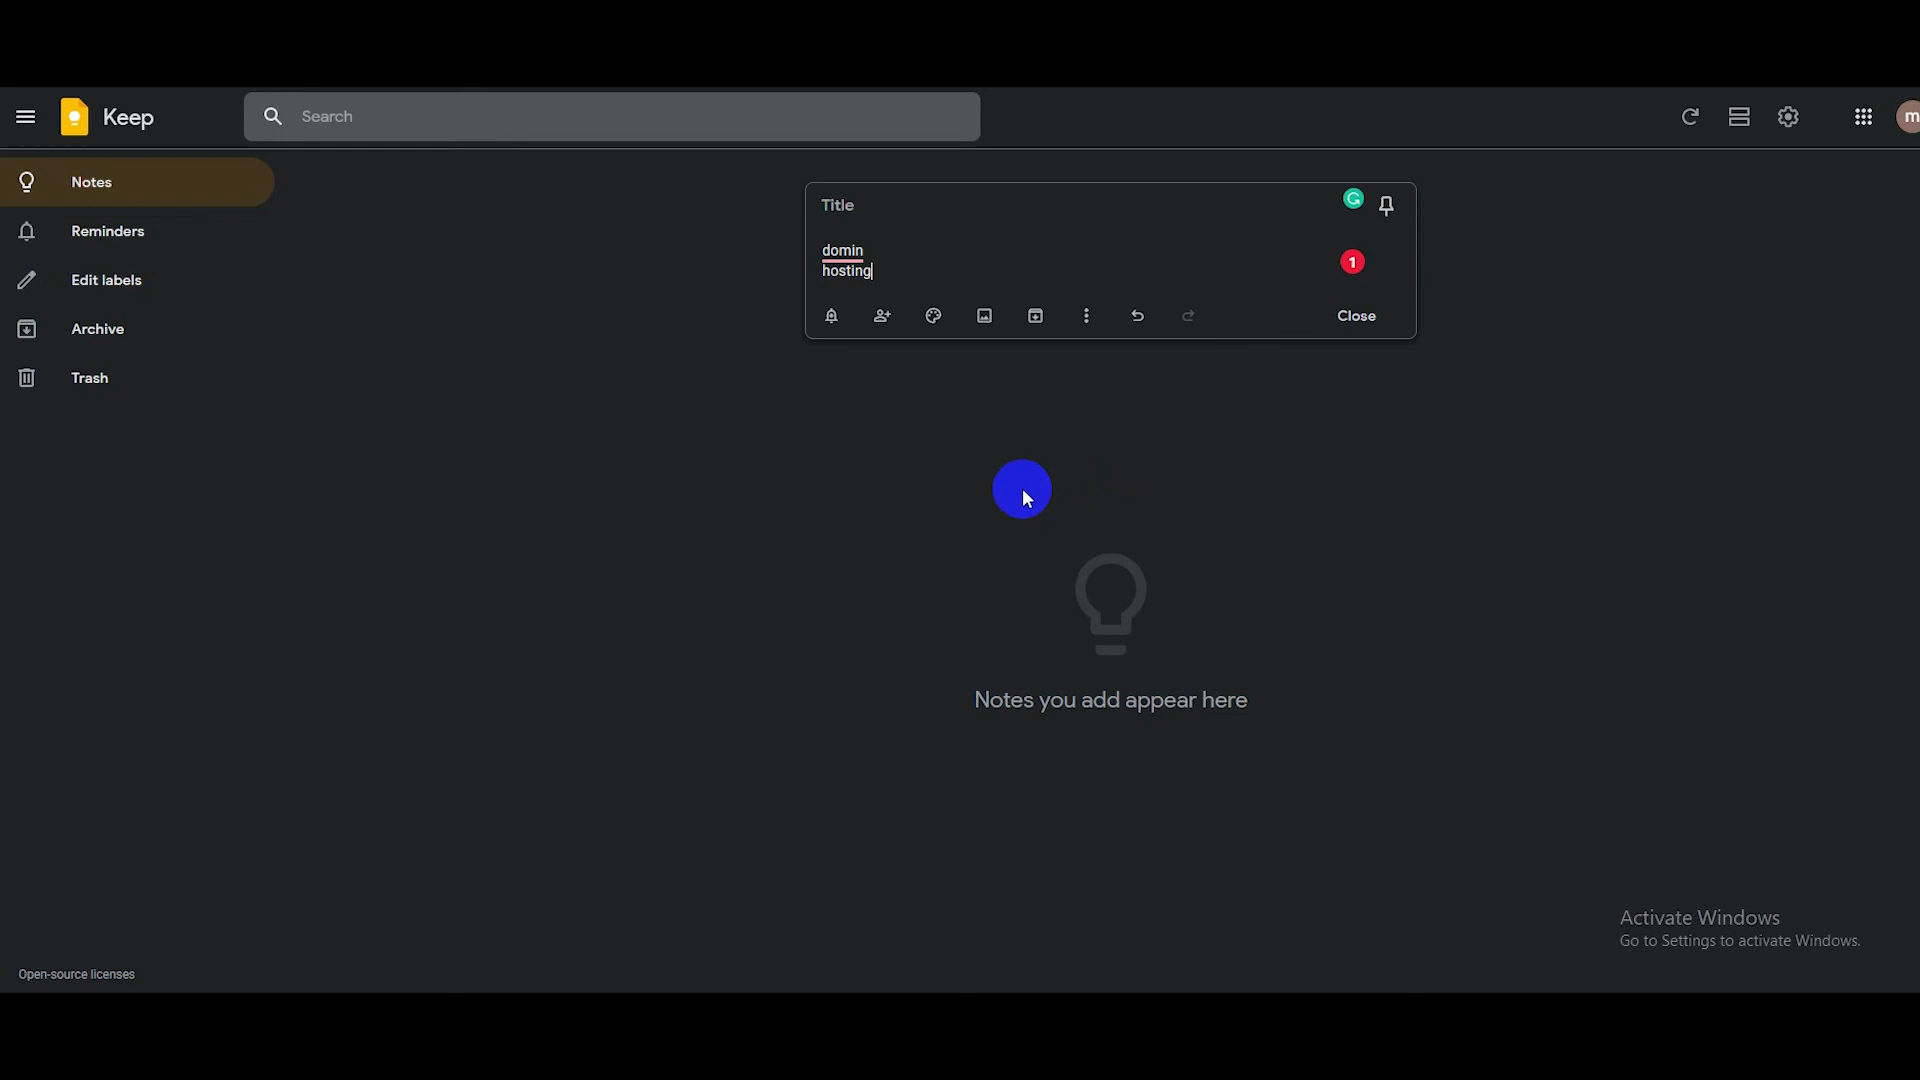 Keep
Search
m
Notes
Reminders
Edit labels
Archive
Trash
Title
domin
hosting
1
Close
Notes you add appear here
Activate Windows
Go to Settings to activate Windows.
Open-source licenses